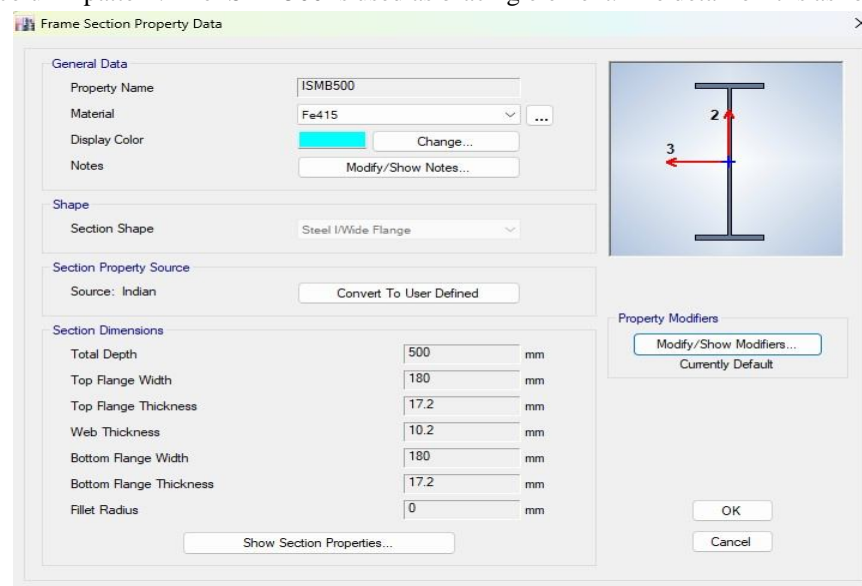 Frame Section Property Data
General Data
Property Name ISMB500
Material Fe415 ...
Display Color Change...
Notes Modify/Show Notes...
2
3
Shape
Section Shape Steel I/Wide Flange
Section Property Source
Source: Indian Convert To User Defined
Property Modifiers
Modify/Show Modifiers...
Currently Default
Section Dimensions
Total Depth 500 mm
Top Flange Width 180 mm
Top Flange Thickness 17.2 mm
Web Thickness 10.2 mm
Bottom Flange Width 180 mm
Bottom Flange Thickness 17.2 mm
Fillet Radius 0 mm
Show Section Properties...
OK
Cancel